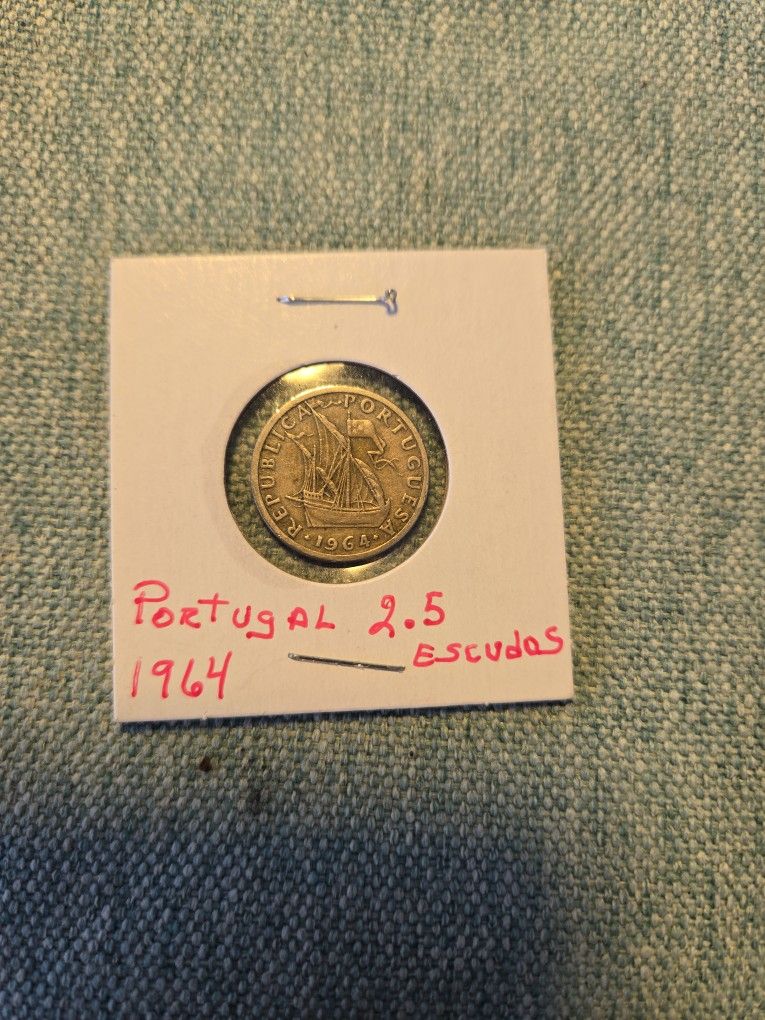 REPUBLICA PORTUGUESA
· 1964 ·
PORTUGAL 2.5
ESCUDOS
1964